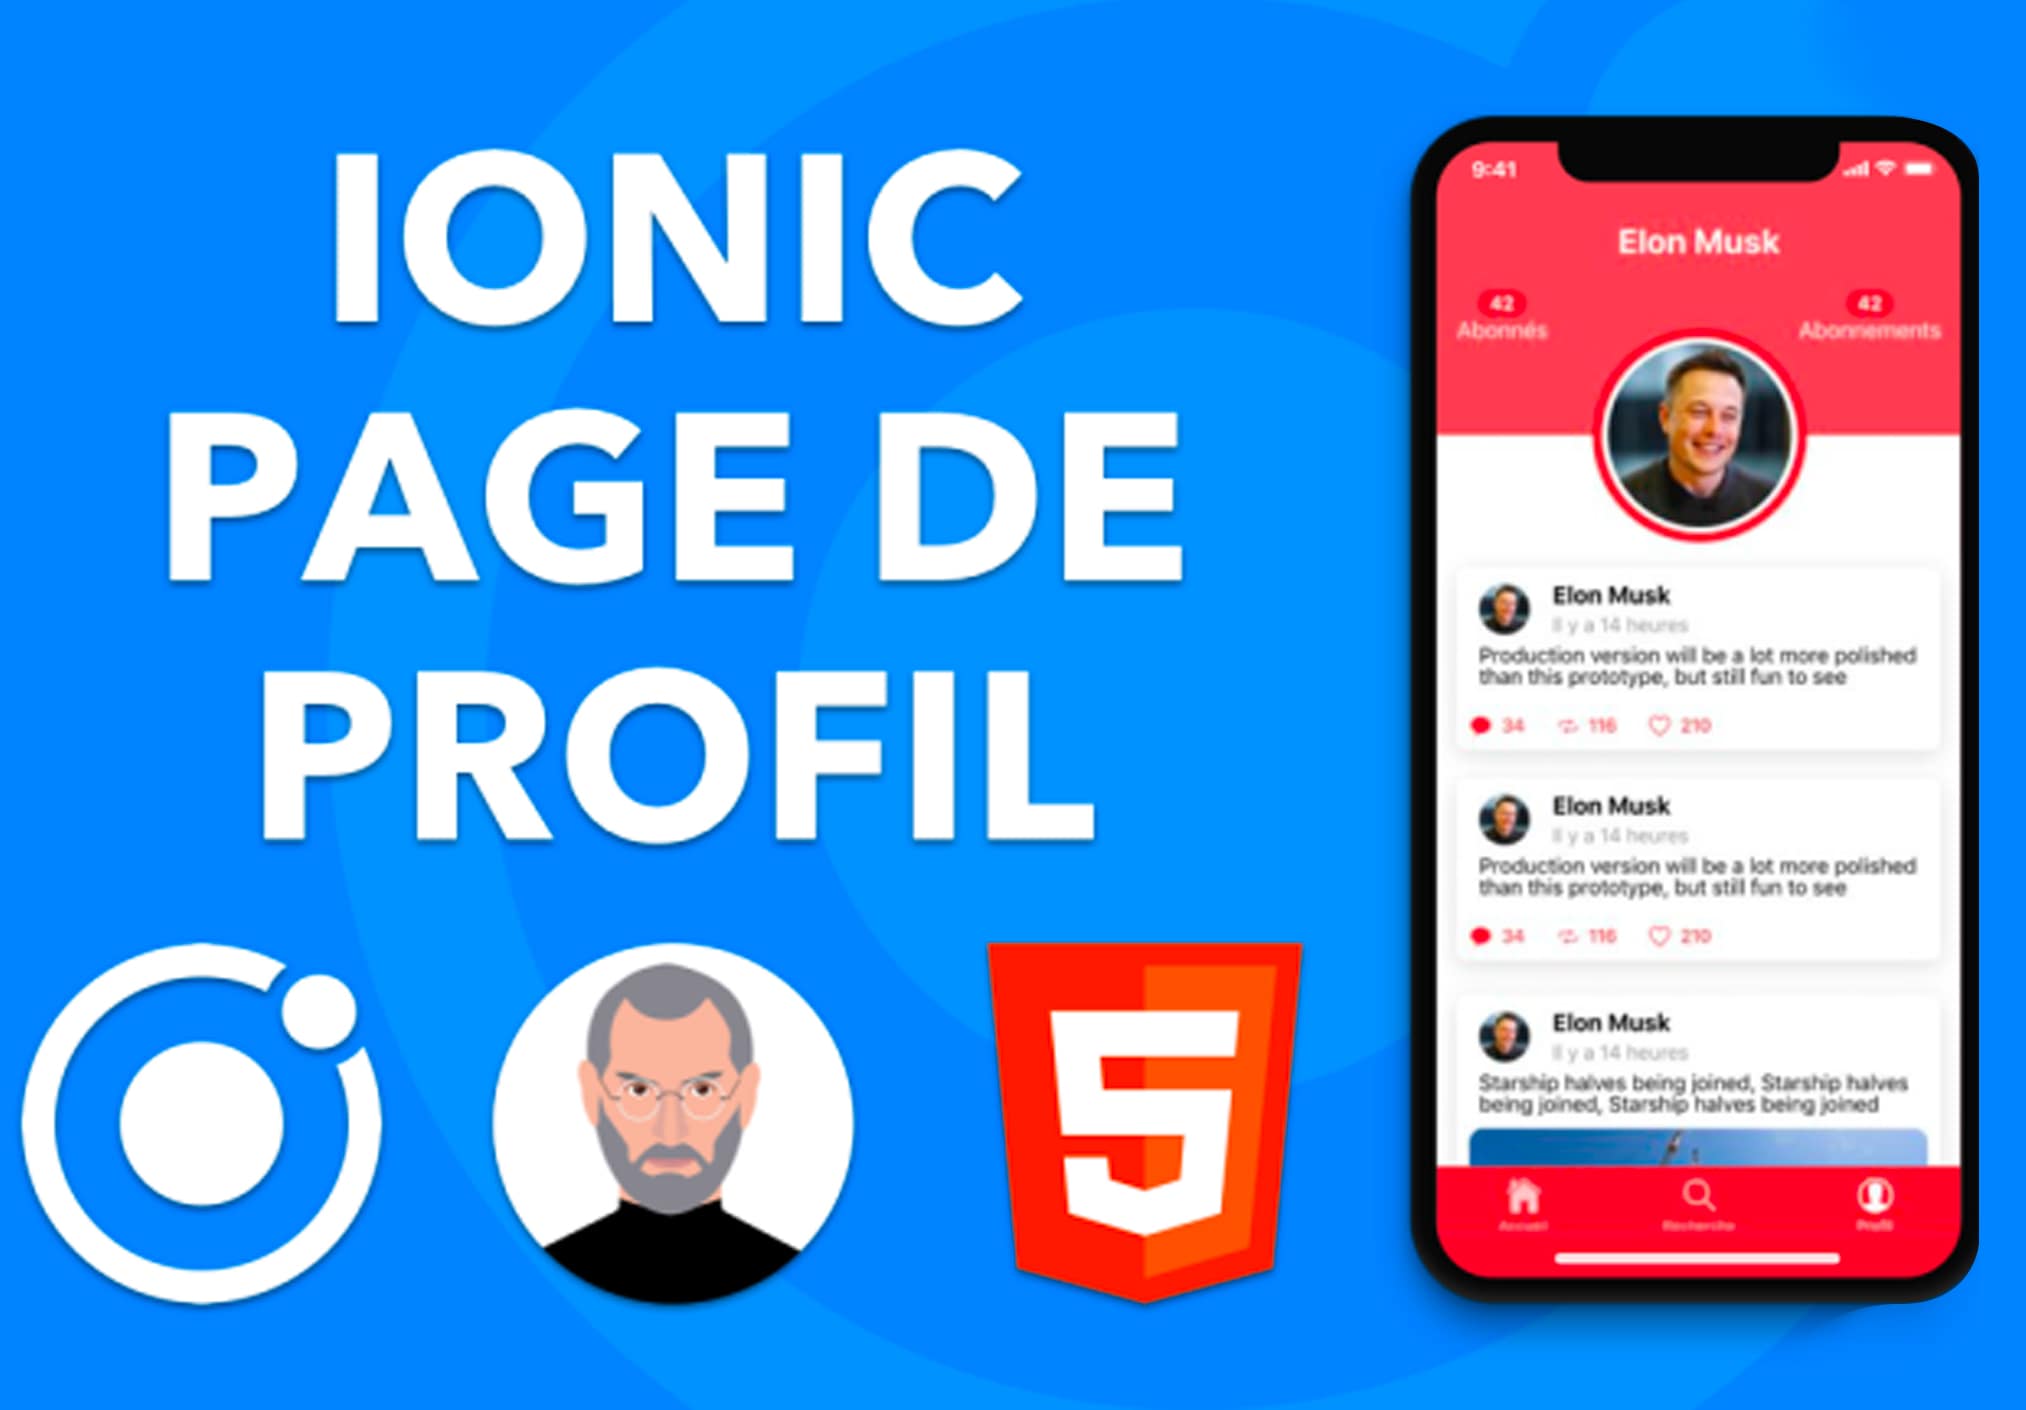 IONIC
PAGE DE
PROFIL
9:41
Elon Musk
42
Abonnés
42
Abonnements
Elon Musk
Il y a 14 heures
Production version will be a lot more polished
than this prototype, but still fun to see
34 116 210
Elon Musk
Il y a 14 heures
Production version will be a lot more polished
than this prototype, but still fun to see
34 116 210
Elon Musk
Il y a 14 heures
Starship halves being joined, Starship halves
being joined, Starship halves being joined
Accueil Recherche Profil